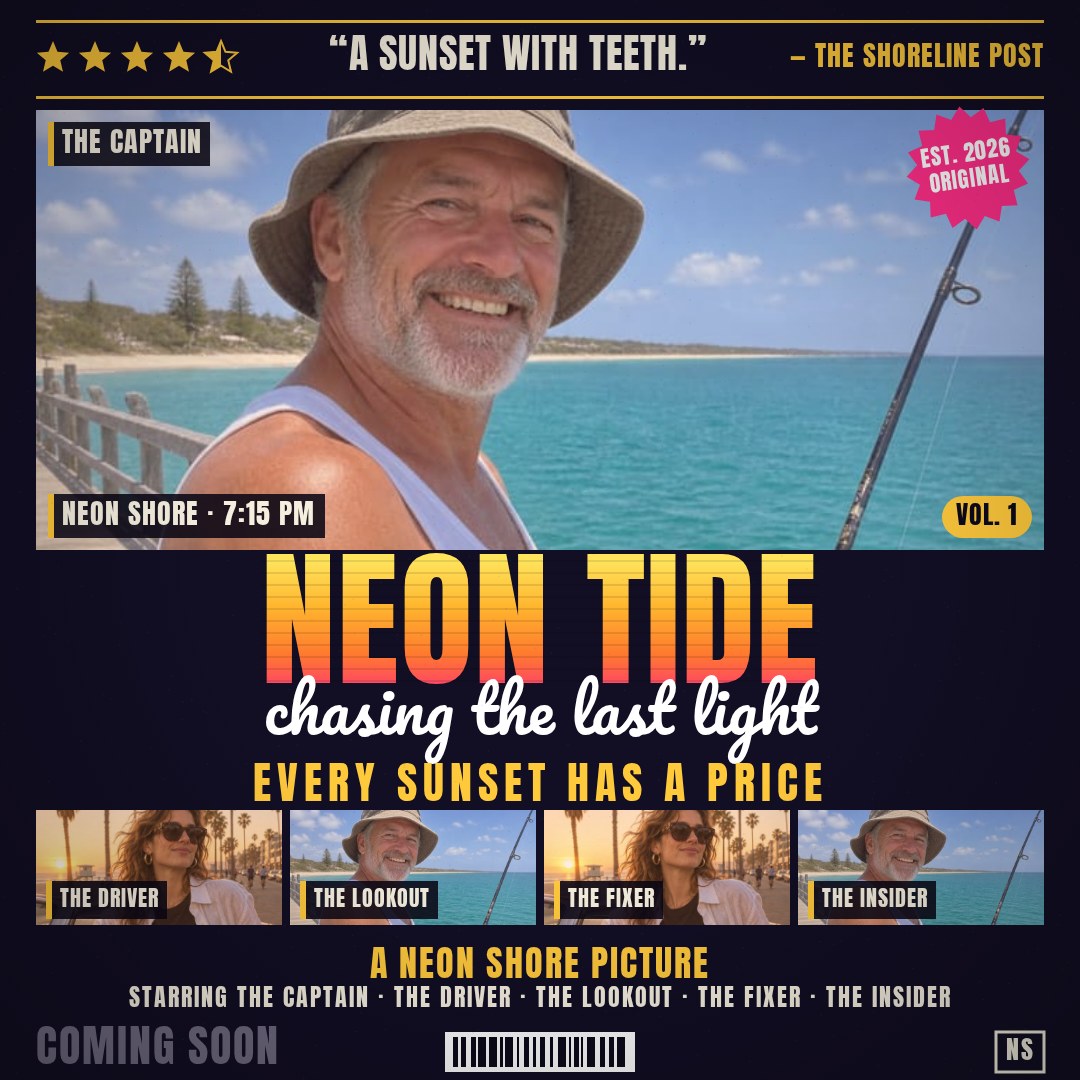 “A SUNSET WITH TEETH.”
– THE SHORELINE POST
THE CAPTAIN
EST. 2026
ORIGINAL
NEON SHORE · 7:15 PM
VOL. 1
NEON TIDE
chasing the last light
EVERY SUNSET HAS A PRICE
THE DRIVER
THE LOOKOUT
THE FIXER
THE INSIDER
A NEON SHORE PICTURE
STARRING THE CAPTAIN · THE DRIVER · THE LOOKOUT · THE FIXER · THE INSIDER
COMING SOON
NS